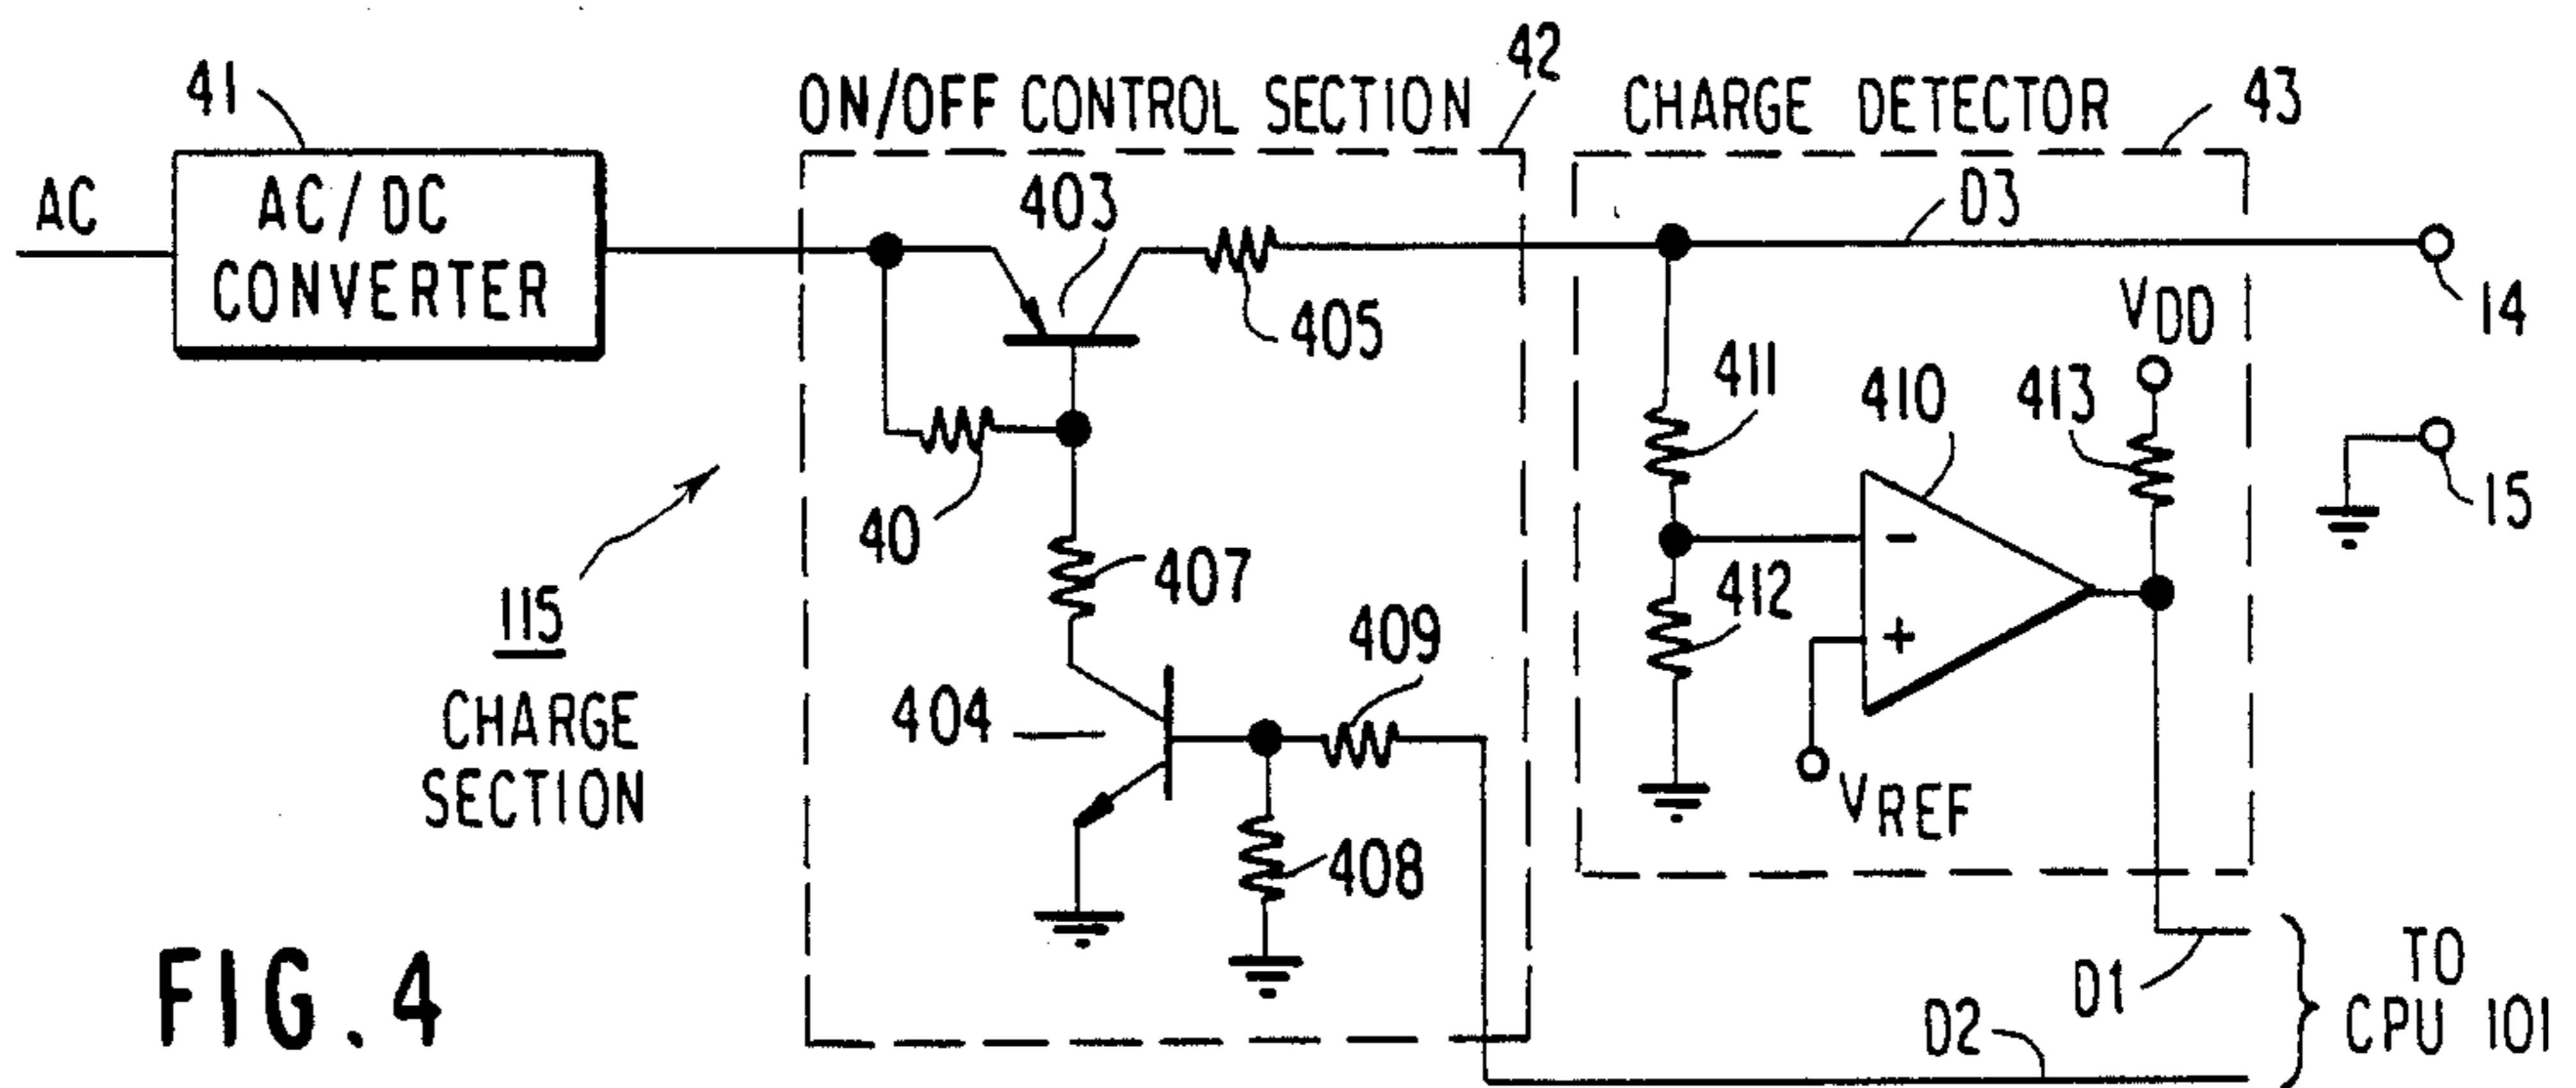 41
AC
AC/DC
CONVERTER
ON/OFF CONTROL SECTION
42
CHARGE DETECTOR
43
403
405
D3
14
VDD
411
410
413
15
40
407
412
409
404
- 
+
VREF
408
115
CHARGE
SECTION
D1
D2
TO
CPU 101
FIG.4